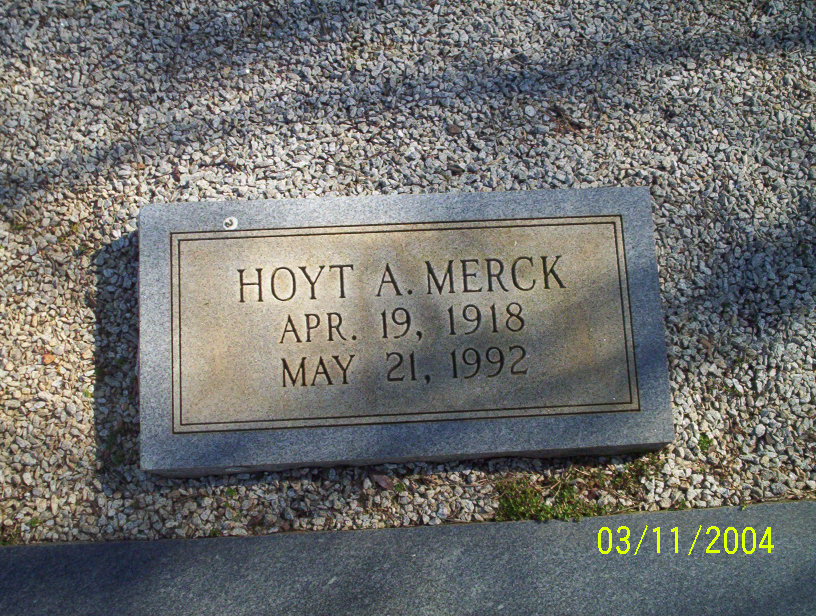 HOYT A. MERCK
APR. 19, 1918
MAY 21, 1992
03/11/2004